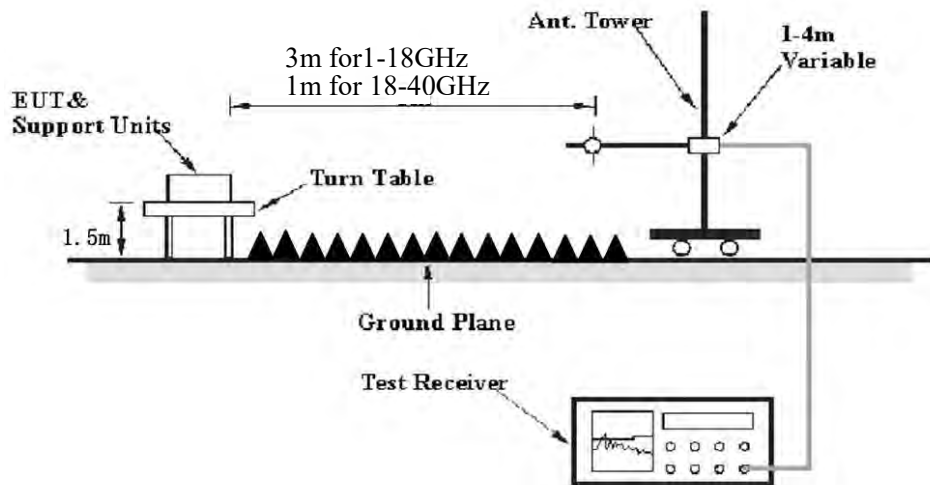 Ant. Tower
1-4m
Variable
3m for1-18GHz
1m for 18-40GHz
EUT&
Support Units
Turn Table
1.5m
Ground Plane
Test Receiver